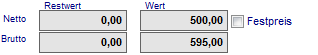 Restwert Wert
Netto 0,00 500,00 Festpreis
Brutto 0,00 595,00